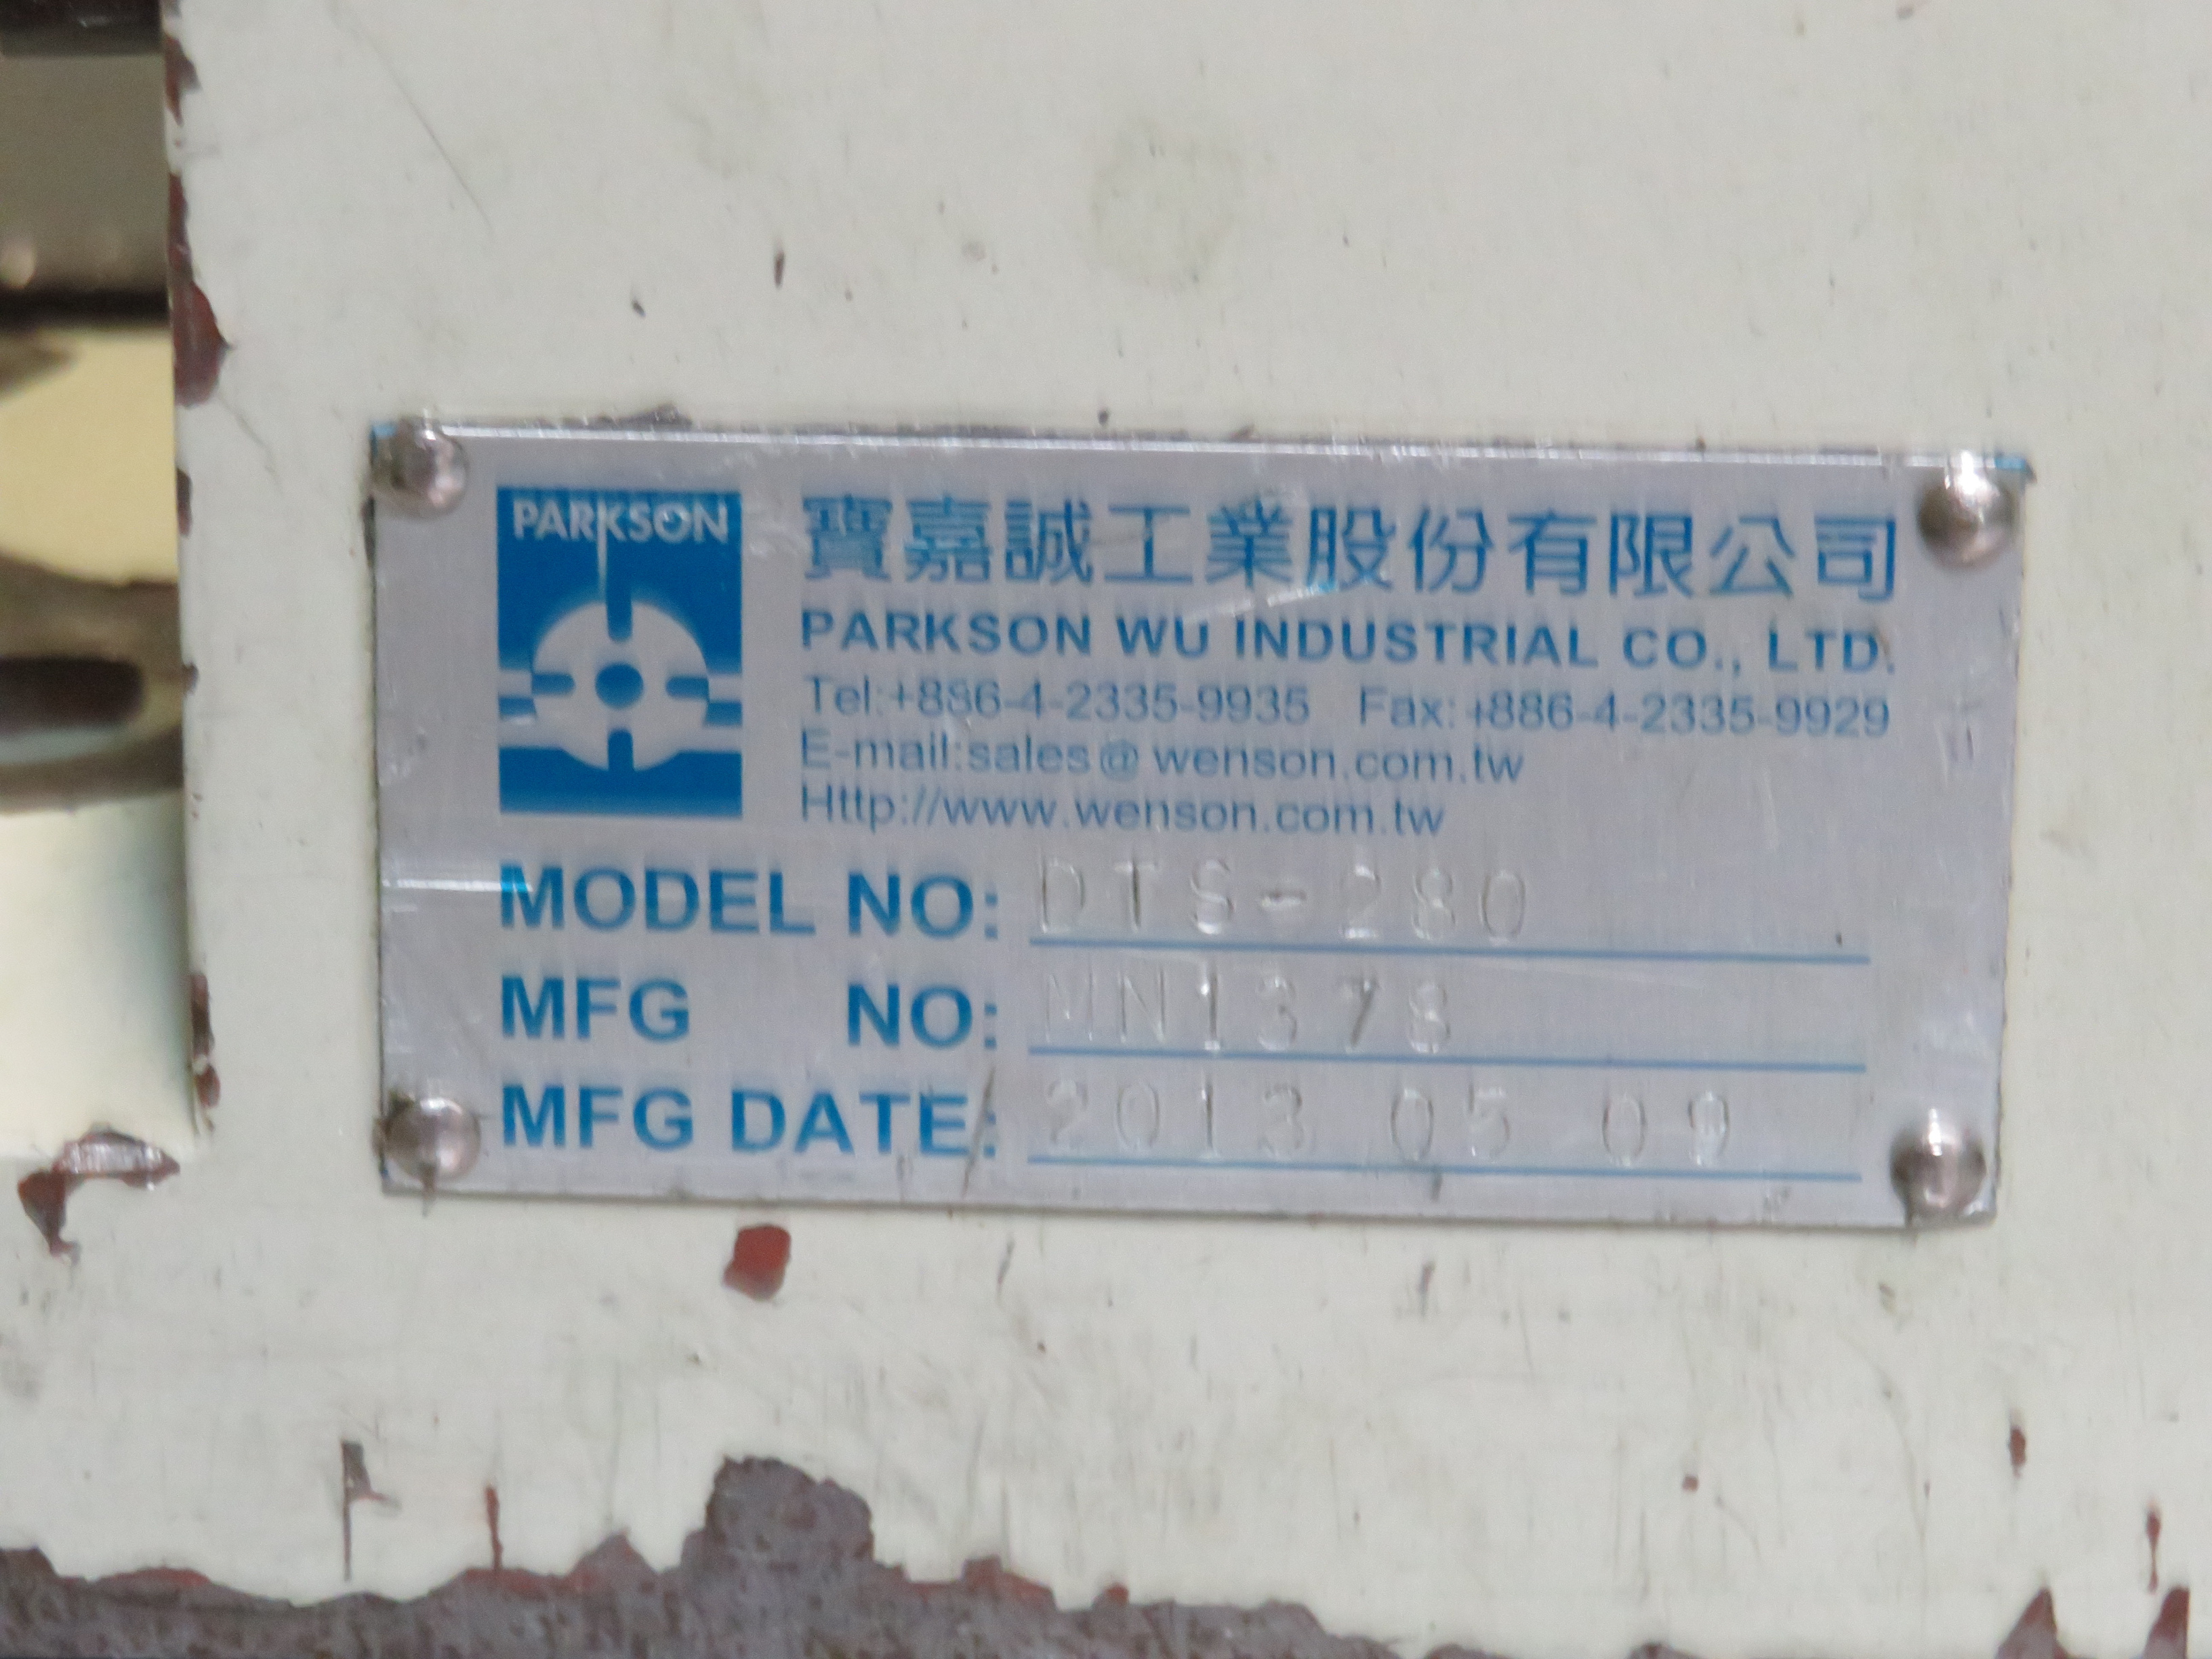 PARKSON
寶嘉誠工業股份有限公司
PARKSON WU INDUSTRIAL CO., LTD.
Tel:+886-4-2335-9935 Fax:+886-4-2335-9929
E-mail:sales@wenson.com.tw
Http://www.wenson.com.tw
MODEL NO: DTS-280
MFG NO: MN1378
MFG DATE: 2013 05 09